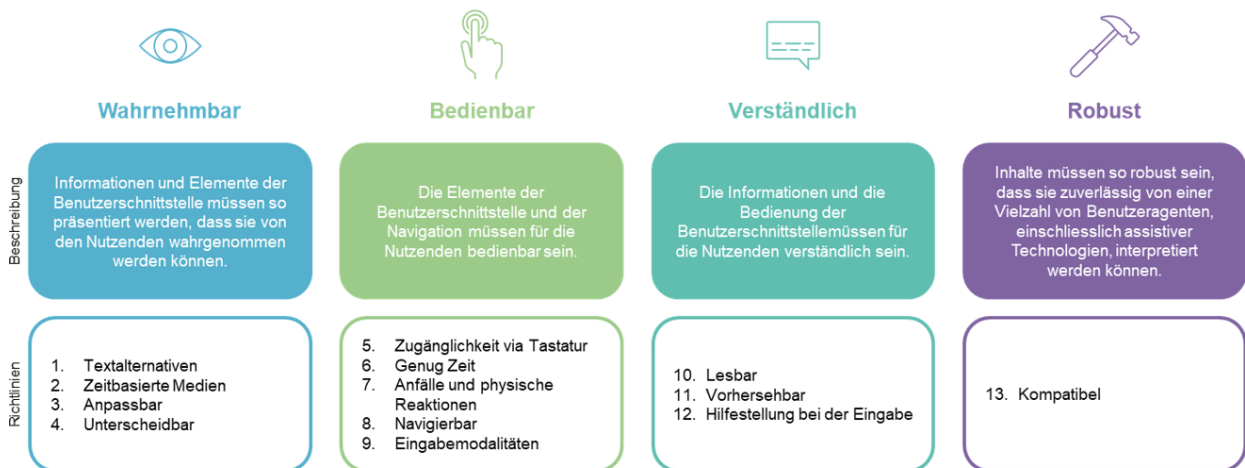 Wahrnehmbar
Bedienbar
Verständlich
Robust
Beschreibung
Informationen und Elemente der
Benutzerschnittstelle müssen so
präsentiert werden, dass sie von
den Nutzenden wahrgenommen
werden können.
Die Elemente der
Benutzerschnittstelle und der
Navigation müssen für die
Nutzenden bedienbar sein.
Die Informationen und die
Bedienung der
Benutzerschnittstellemüssen für
die Nutzenden verständlich sein.
Inhalte müssen so robust sein,
dass sie zuverlässig von einer
Vielzahl von Benutzeragenten,
einschliesslich assistiver
Technologien, interpretiert
werden können.
Richtlinien
1. Textalternativen
2. Zeitbasierte Medien
3. Anpassbar
4. Unterscheidbar
5. Zugänglichkeit via Tastatur
6. Genug Zeit
7. Anfälle und physische
Reaktionen
8. Navigierbar
9. Eingabemodalitäten
10. Lesbar
11. Vorhersehbar
12. Hilfestellung bei der Eingabe
13. Kompatibel